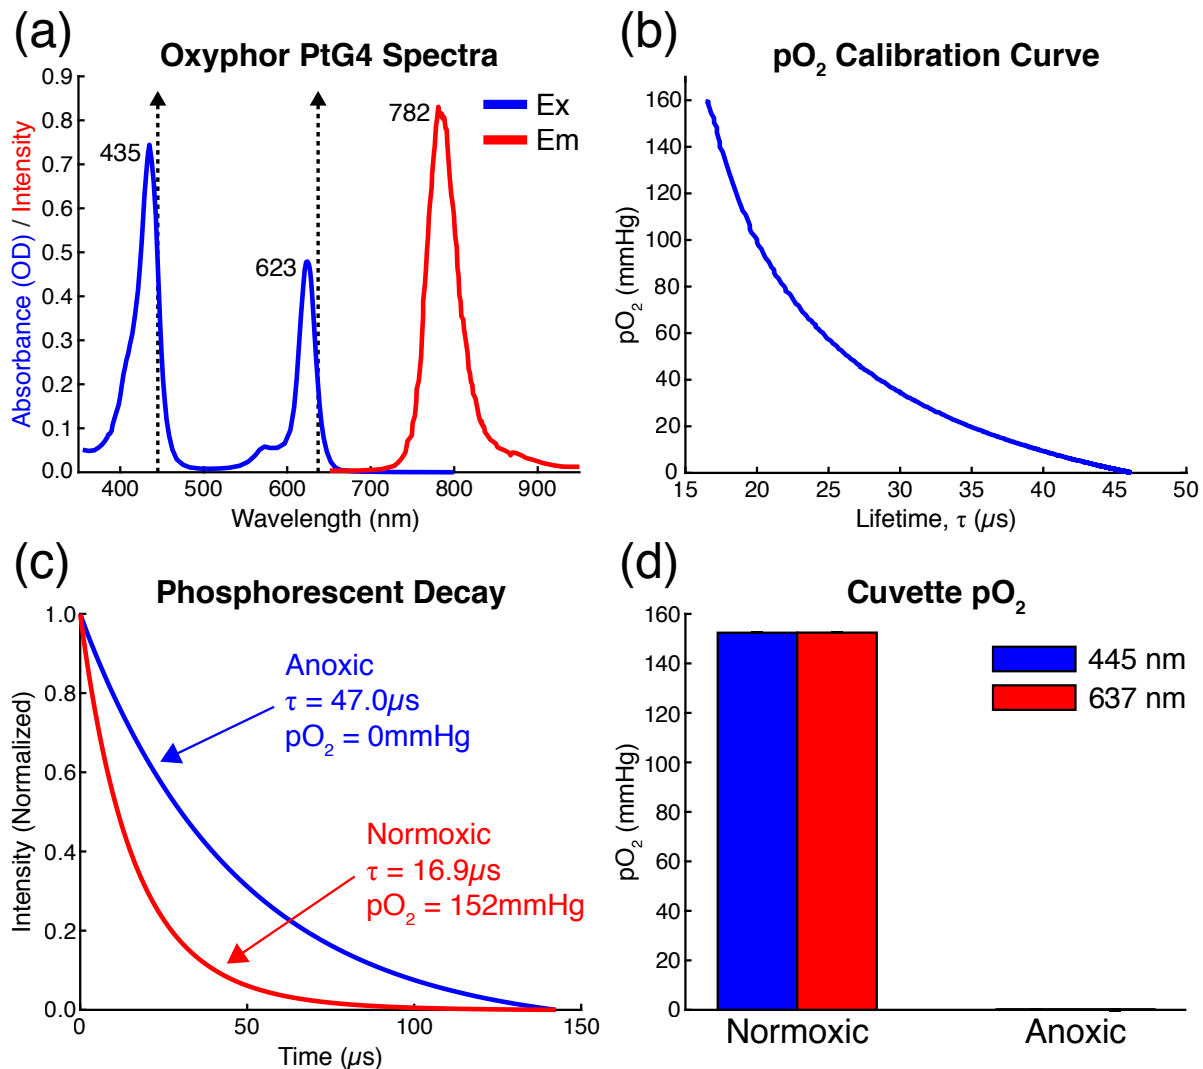 (a)
Oxyphor PtG4 Spectra
Absorbance (OD) / Intensity
0.9
0.8
0.7
0.6
0.5
0.4
0.3
0.2
0.1
0.0
435
623
782
Ex
Em
400 500 600 700 800 900
Wavelength (nm)
(b)
pO₂ Calibration Curve
pO₂ (mmHg)
160
140
120
100
80
60
40
20
0
15 20 25 30 35 40 45 50
Lifetime, τ (μs)
(c)
Phosphorescent Decay
Intensity (Normalized)
1.0
0.8
0.6
0.4
0.2
0.0
Anoxic
τ = 47.0μs
pO₂ = 0mmHg
Normoxic
τ = 16.9μs
pO₂ = 152mmHg
0 50 100 150
Time (μs)
(d)
Cuvette pO₂
pO₂ (mmHg)
160
140
120
100
80
60
40
20
0
445 nm
637 nm
Normoxic Anoxic